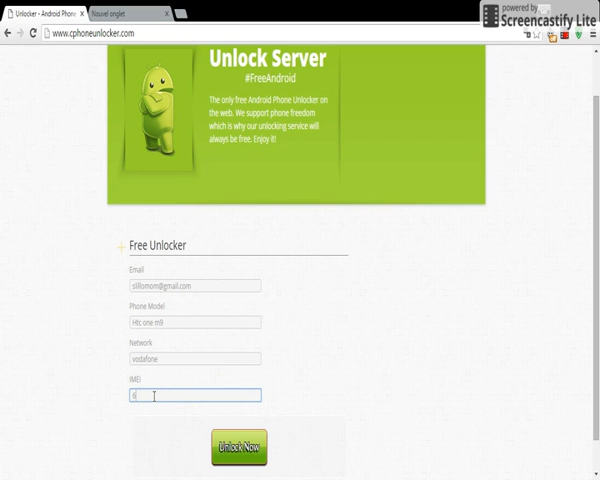 Unlocker - Android Phone
Nouvel onglet
powered by
Screencastify Lite
www.cphoneunlocker.com
Unlock Server
#FreeAndroid
The only free Android Phone Unlocker on
the web. We support phone freedom
which is why our unlocking service will
always be free. Enjoy it!
Free Unlocker
Email
slillomom@gmail.com
Phone Model
Htc one m9
Network
vodafone
IMEI
6
Unlock Now